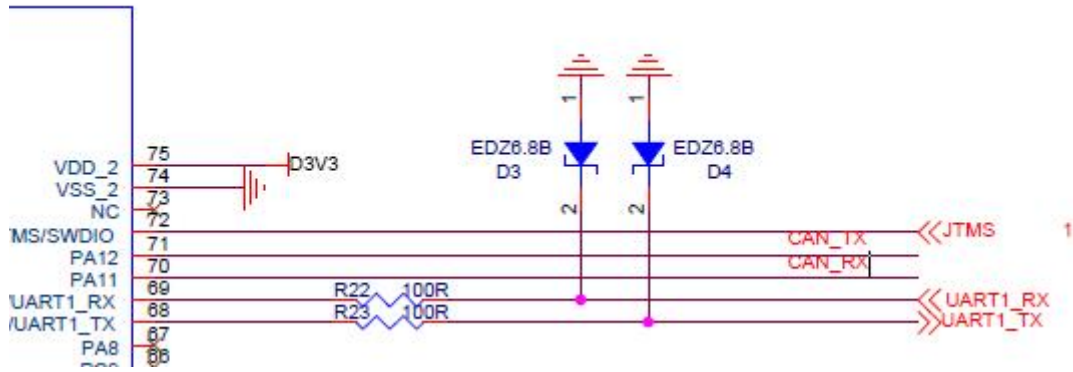 1 1
EDZ6.8B EDZ6.8B
D3 D4
75
VDD_2 D3V3
74
VSS_2
73
NC
2 2
72
MS/SWDIO JTMS 1
71
CAN_TX
PA12
70
CAN_RX
PA11
69
R22 100R
/UART1_RX UART1_RX
68
R23 100R
/UART1_TX UART1_TX
67
PA8
66